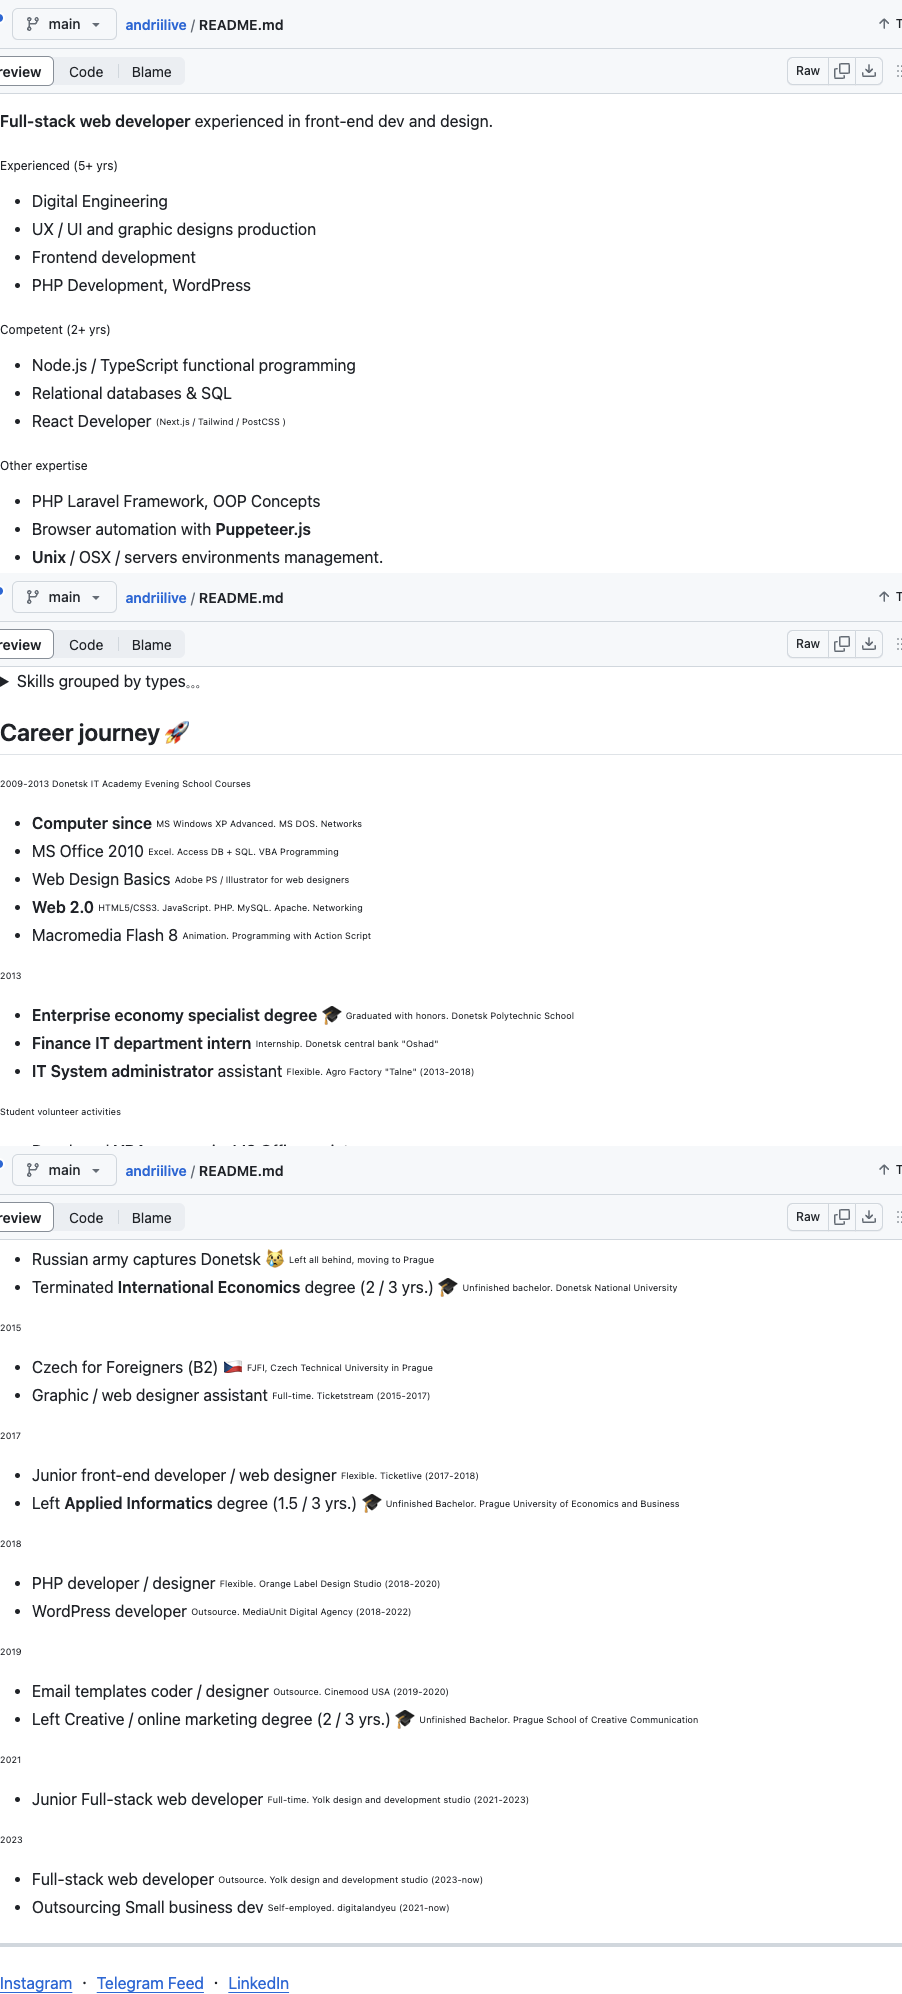 main
andriilive / README.md
Code
Blame
Raw
Full-stack web developer experienced in front-end dev and design.
Experienced (5+ yrs)
Digital Engineering
UX / UI and graphic designs production
Frontend development
PHP Development, WordPress
Competent (2+ yrs)
Node.js / TypeScript functional programming
Relational databases & SQL
React Developer (Next.js / Tailwind / PostCSS )
Other expertise
PHP Laravel Framework, OOP Concepts
Browser automation with Puppeteer.js
Unix / OSX / servers environments management.
main
andriilive / README.md
Code
Blame
Raw
Skills grouped by types...
Career journey 🚀
2009-2013 Donetsk IT Academy Evening School Courses
Computer since MS Windows XP Advanced. MS DOS. Networks
MS Office 2010 Excel. Access DB + SQL. VBA Programming
Web Design Basics Adobe PS / Illustrator for web designers
Web 2.0 HTML5/CSS3. JavaScript. PHP. MySQL. Apache. Networking
Macromedia Flash 8 Animation. Programming with Action Script
2013
Enterprise economy specialist degree 🎓 Graduated with honors. Donetsk Polytechnic School
Finance IT department intern Internship. Donetsk central bank "Oshad"
IT System administrator assistant Flexible. Agro Factory "Talne" (2013-2018)
Student volunteer activities
main
andriilive / README.md
Code
Blame
Raw
Russian army captures Donetsk 😿 Left all behind, moving to Prague
Terminated International Economics degree (2 / 3 yrs.) 🎓 Unfinished bachelor. Donetsk National University
2015
Czech for Foreigners (B2) 🇨🇿 FJFI, Czech Technical University in Prague
Graphic / web designer assistant Full-time. Ticketstream (2015-2017)
2017
Junior front-end developer / web designer Flexible. Ticketlive (2017-2018)
Left Applied Informatics degree (1.5 / 3 yrs.) 🎓 Unfinished Bachelor. Prague University of Economics and Business
2018
PHP developer / designer Flexible. Orange Label Design Studio (2018-2020)
WordPress developer Outsource. MediaUnit Digital Agency (2018-2022)
2019
Email templates coder / designer Outsource. Cinemood USA (2019-2020)
Left Creative / online marketing degree (2 / 3 yrs.) 🎓 Unfinished Bachelor. Prague School of Creative Communication
2021
Junior Full-stack web developer Full-time. Yolk design and development studio (2021-2023)
2023
Full-stack web developer Outsource. Yolk design and development studio (2023-now)
Outsourcing Small business dev Self-employed. digitalandyeu (2021-now)
Instagram · Telegram Feed · LinkedIn